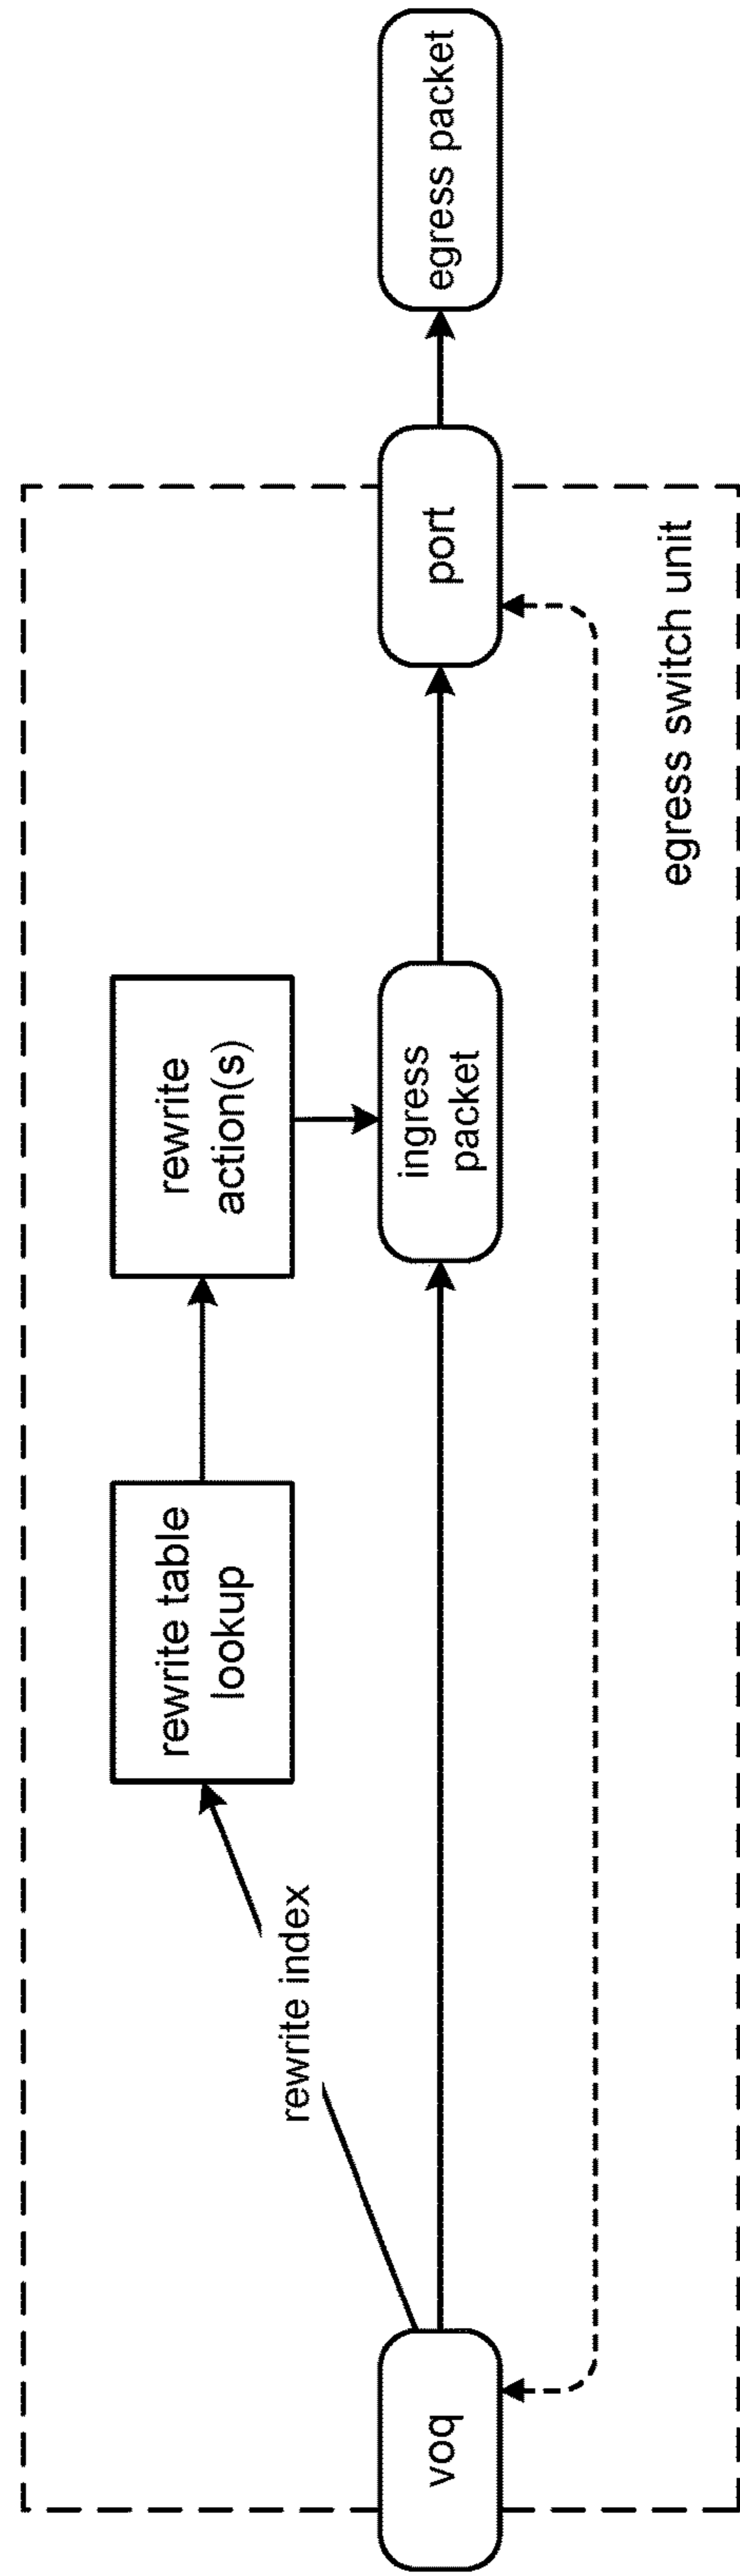 voq
rewrite index
rewrite table
lookup
rewrite
action(s)
ingress
packet
port
egress packet
egress switch unit